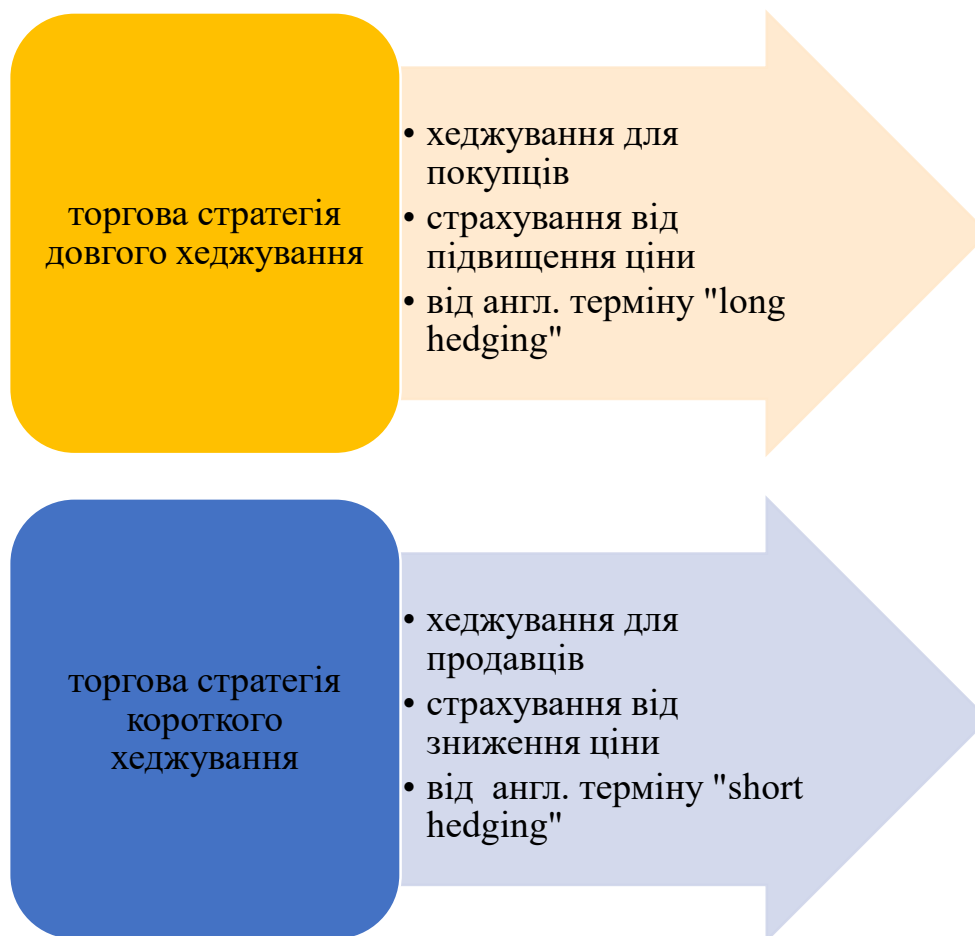 торгова стратегія
довгого хеджування
• хеджування для
покупців
• страхування від
підвищення ціни
• від англ. терміну "long
hedging"
торгова стратегія
короткого
хеджування
• хеджування для
продавців
• страхування від
зниження ціни
• від  англ. терміну "short
hedging"